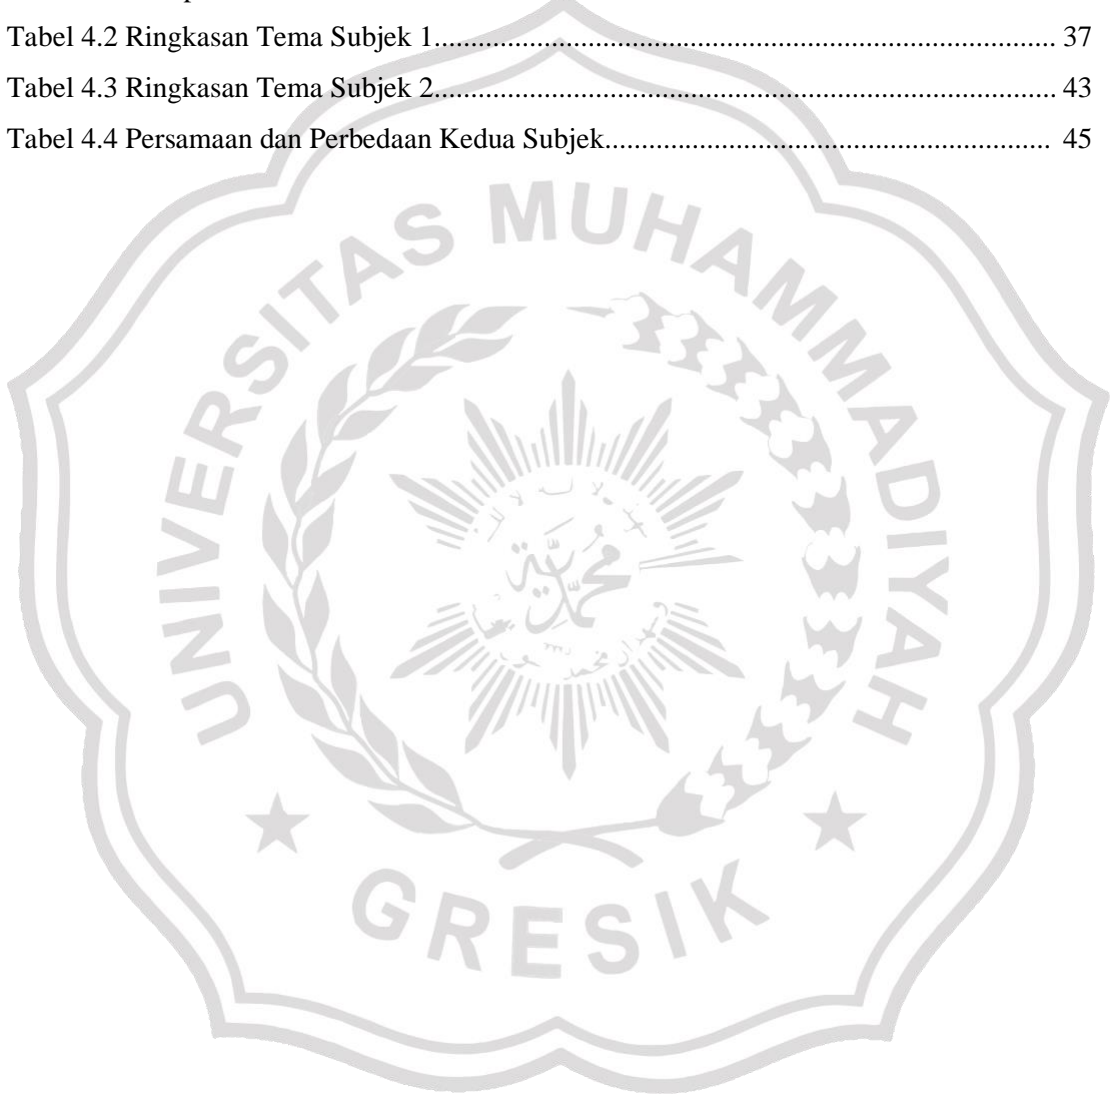 Tabel 4.2 Ringkasan Tema Subjek 1....................................................................................... 37
Tabel 4.3 Ringkasan Tema Subjek 2....................................................................................... 43
Tabel 4.4 Persamaan dan Perbedaan Kedua Subjek............................................................... 45
UNIVERSITAS MUHAMMADIYAH
محمدية
GRESIK